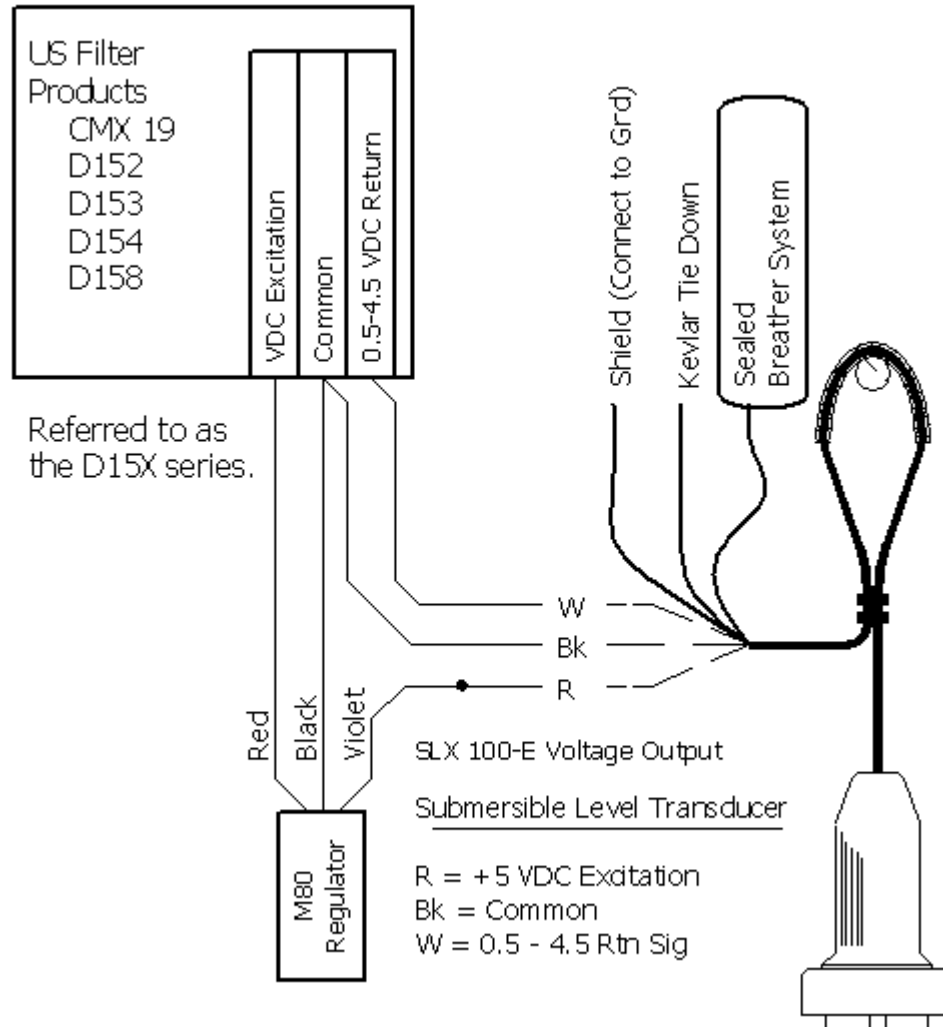 US Filter
Products
CMX 19
D152
D153
D154
D158
VDC Excitation
Common
0.5-4.5 VDC Return
Referred to as
the D15X series.
Shield (Connect to Grd)
Kevlar Tie Down
Sealed
Breather System
W
Bk
R
Red
Black
Violet
M80
Regulator
SLX 100-E Voltage Output
Submersible Level Transducer
R = +5 VDC Excitation
Bk = Common
W = 0.5 - 4.5 Rtn Sig